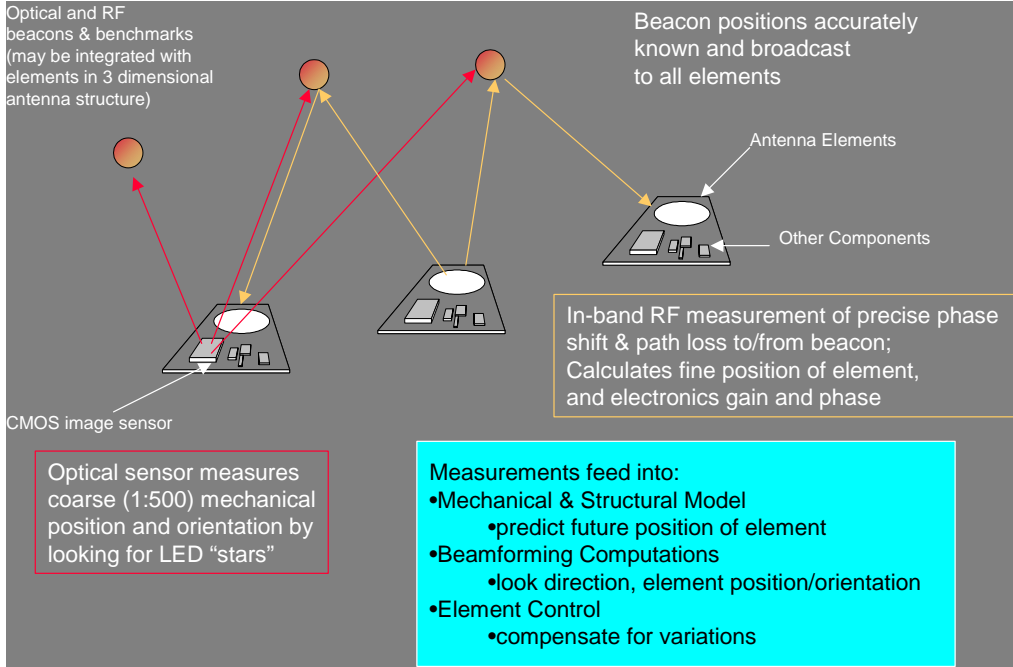 Optical and RF
beacons & benchmarks
(may be integrated with
elements in 3 dimensional
antenna structure)
Beacon positions accurately
known and broadcast
to all elements
Antenna Elements
Other Components
In-band RF measurement of precise phase
shift & path loss to/from beacon;
Calculates fine position of element,
and electronics gain and phase
CMOS image sensor
Optical sensor measures
coarse (1:500) mechanical
position and orientation by
looking for LED “stars”
Measurements feed into:
•Mechanical & Structural Model
•predict future position of element
•Beamforming Computations
•look direction, element position/orientation
•Element Control
•compensate for variations